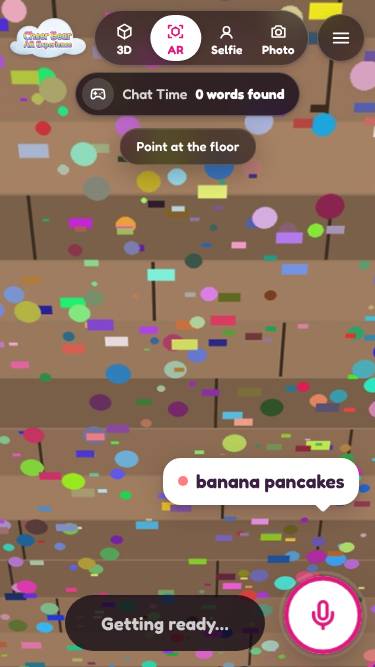 Cheer Bear
AR Experience
3D
AR
Selfie
Photo
Chat Time 0 words found
Point at the floor
banana pancakes
Getting ready...